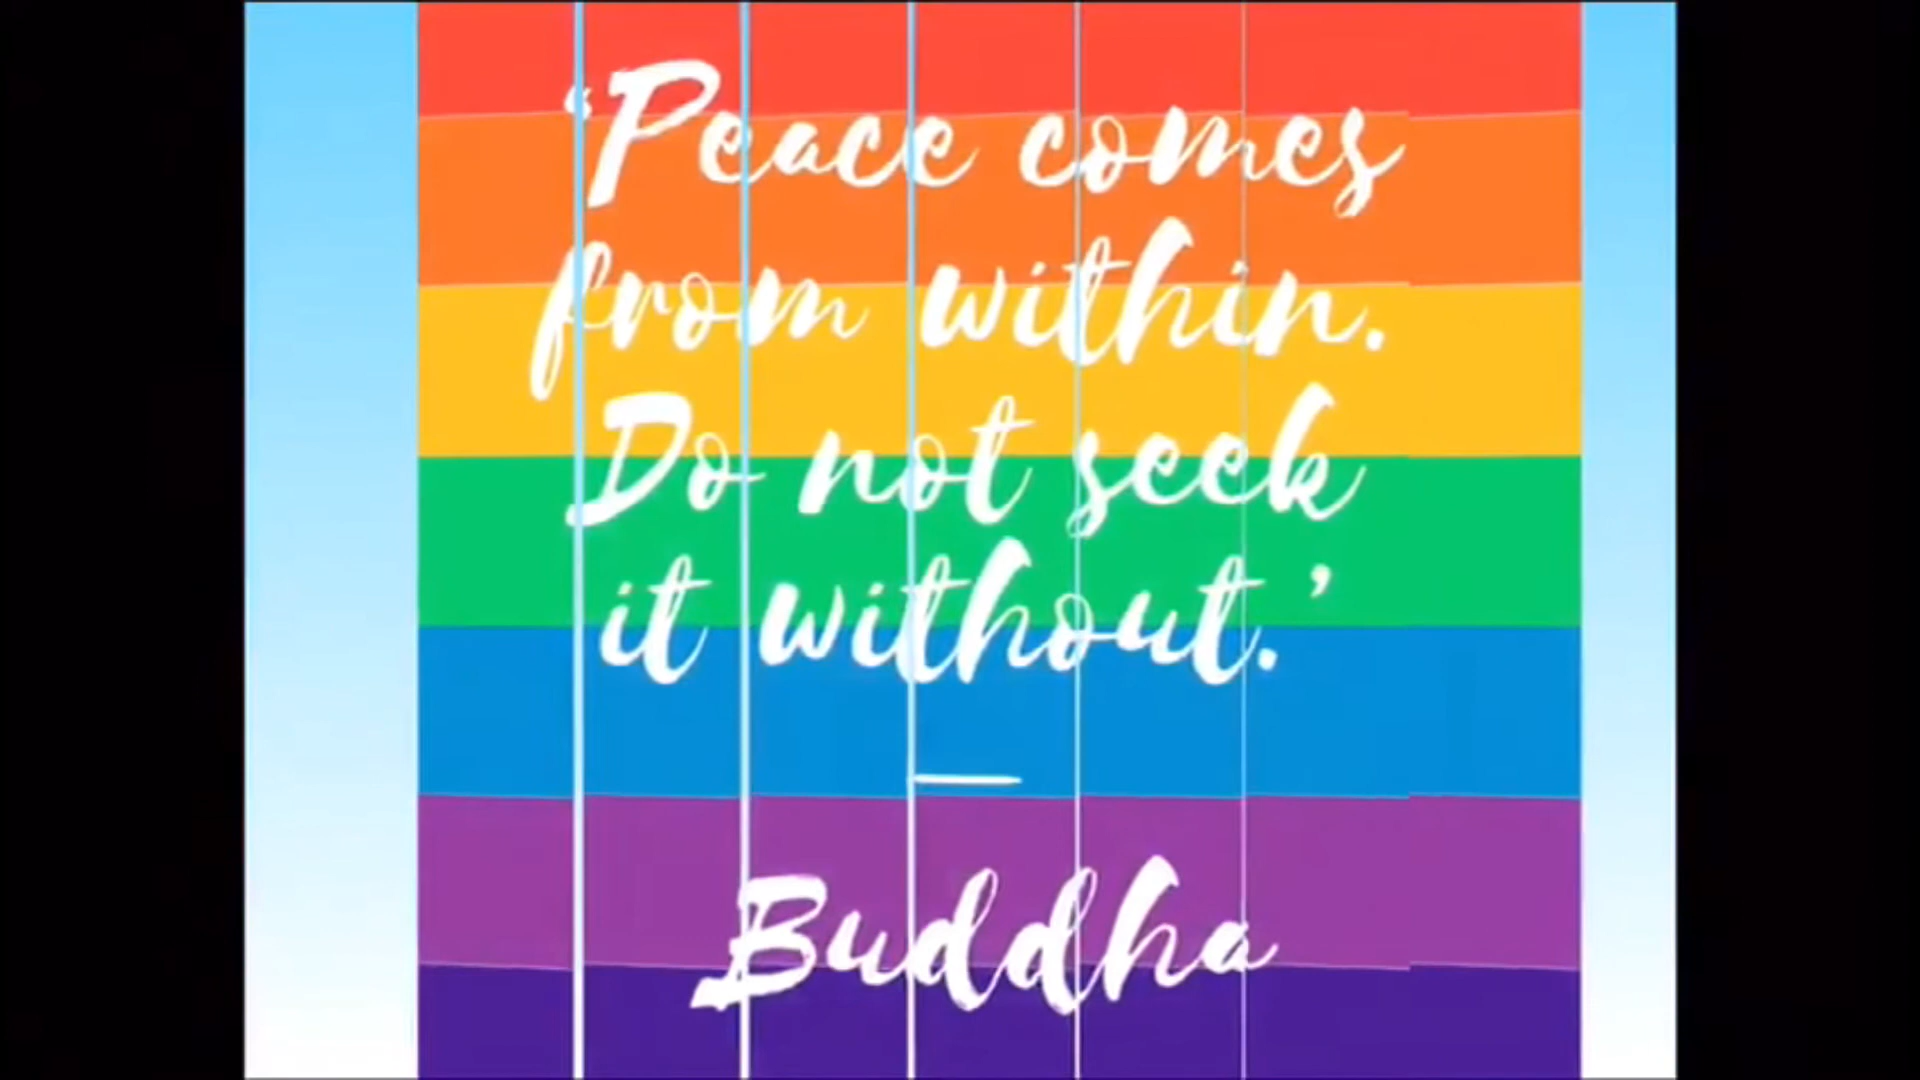 ‘Peace comes
from within.
Do not seek
it without.’
—
Buddha